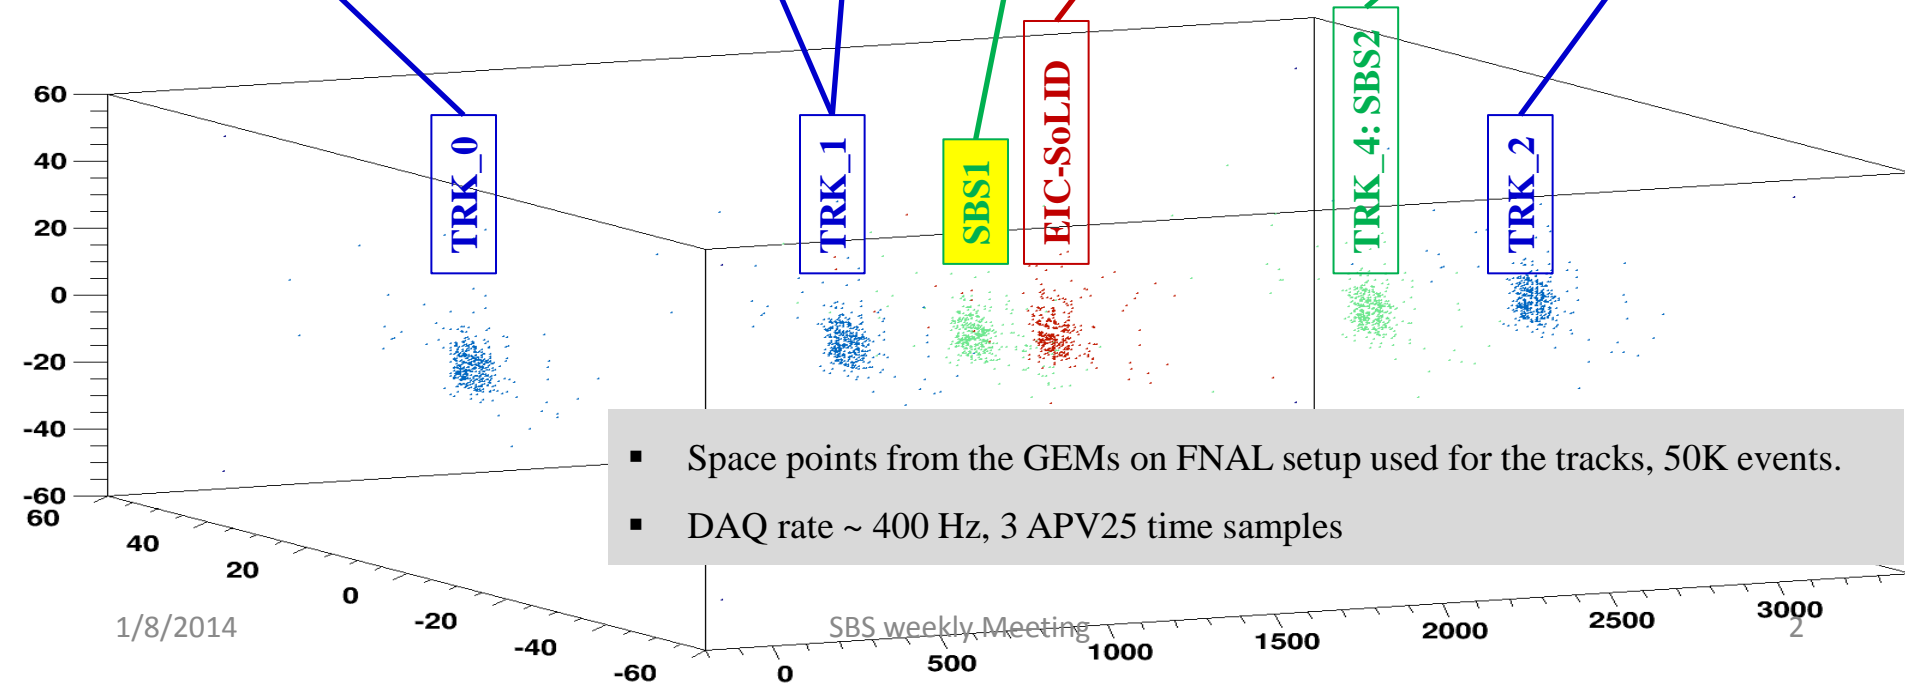 TRK_0
TRK_1
SBS1
EIC-SoLID
TRK_4: SBS2
TRK_2
60
40
20
0
-20
-40
-60
60
40
20
0
-20
-40
-60
0
500
1000
1500
2000
2500
3000
▪ Space points from the GEMs on FNAL setup used for the tracks, 50K events.
▪ DAQ rate ~ 400 Hz, 3 APV25 time samples
1/8/2014
SBS weekly Meeting
2